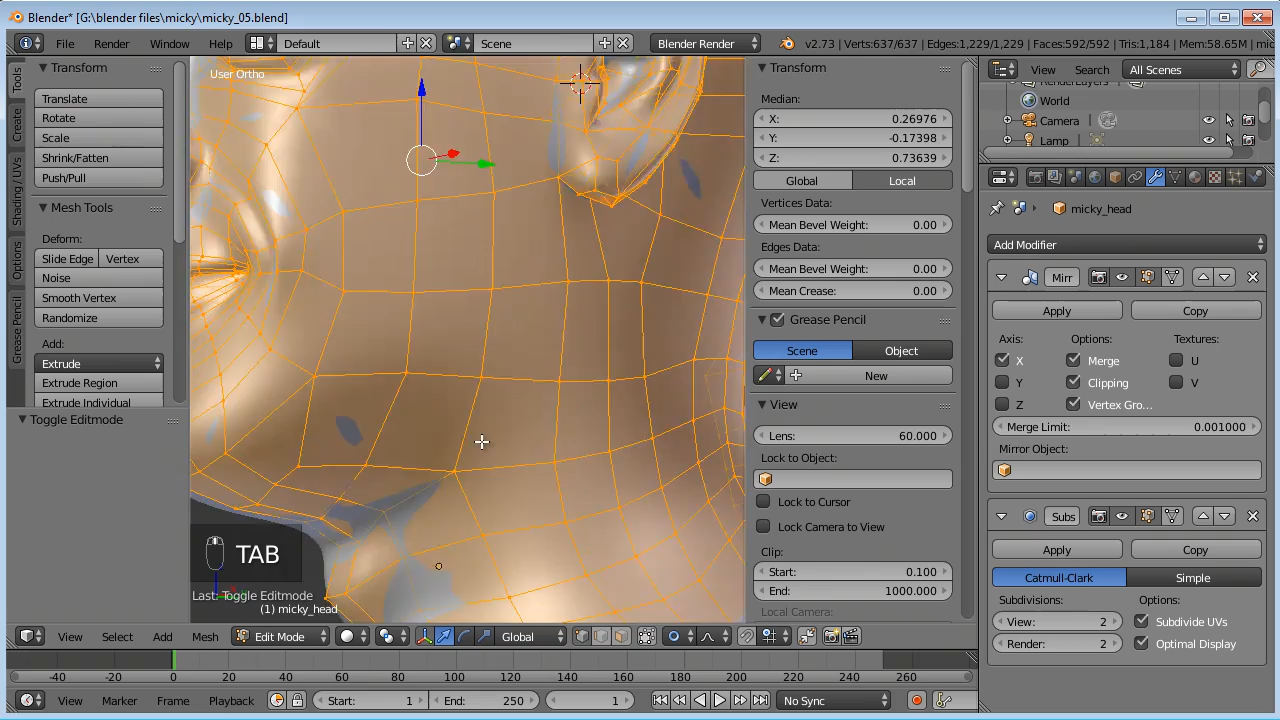 Blender* [G:\blender files\micky\micky_05.blend]
File Render Window Help Default Scene Blender Render v2.73 | Verts:637/637 | Edges:1,229/1,229 | Faces:592/592 | Tris:1,184 | Mem:58.65M | mic
Tools
Create
Shading / UVs
Options
Grease Pencil
Transform
Translate
Rotate
Scale
Shrink/Fatten
Push/Pull
Mesh Tools
Deform:
Slide Edge Vertex
Noise
Smooth Vertex
Randomize
Add:
Extrude
Extrude Region
Extrude Individual
Toggle Editmode
User Ortho
TAB
Last: Toggle Editmode
(1) micky_head
Transform
Median:
X: 0.26976
Y: -0.17398
Z: 0.73639
Global Local
Vertices Data:
Mean Bevel Weight: 0.00
Edges Data:
Mean Bevel Weight: 0.00
Mean Crease: 0.00
Grease Pencil
Scene Object
New
View
Lens: 60.000
Lock to Object:
Lock to Cursor
Lock Camera to View
Clip:
Start: 0.100
End: 1000.000
Local Camera:
View Search All Scenes
RenderLayers
World
Camera
Lamp
micky_head
Add Modifier
Mirr
Apply Copy
Axis: Options: Textures:
X Merge U
Y Clipping V
Z Vertex Gro...
Merge Limit: 0.001000
Mirror Object:
Subs
Apply Copy
Catmull-Clark Simple
Subdivisions: Options:
View: 2 Subdivide UVs
Render: 2 Optimal Display
View Select Add Mesh Edit Mode Global
-40 -20 0 20 40 60 80 100 120 140 160 180 200 220 240 260
View Marker Frame Playback Start: 1 End: 250 1 No Sync